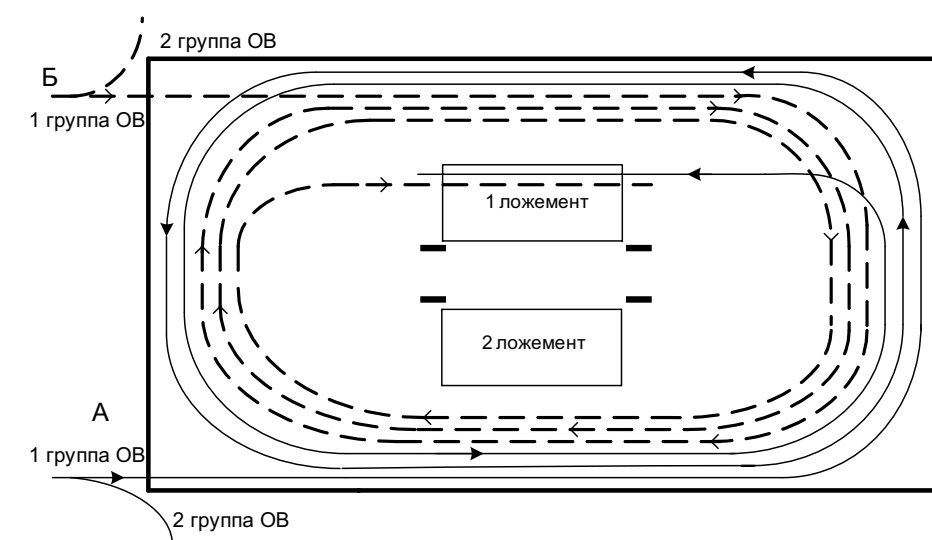 2 группа ОВ
Б
1 группа ОВ
1 ложемент
2 ложемент
А
1 группа ОВ
2 группа ОВ